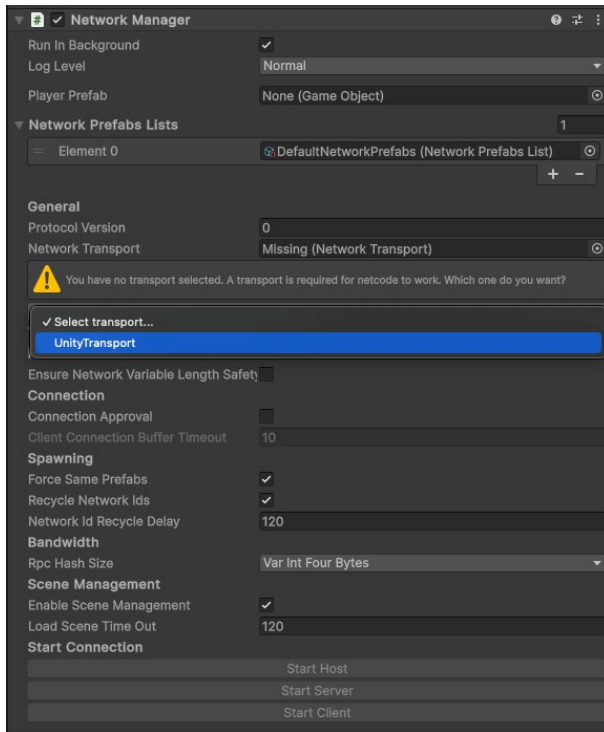 Network Manager
Run In Background
Log Level Normal
Player Prefab None (Game Object)
Network Prefabs Lists 1
Element 0 DefaultNetworkPrefabs (Network Prefabs List)
+ −
General
Protocol Version 0
Network Transport Missing (Network Transport)
You have no transport selected. A transport is required for netcode to work. Which one do you want?
✓ Select transport...
UnityTransport
Ensure Network Variable Length Safety
Connection
Connection Approval
Client Connection Buffer Timeout 10
Spawning
Force Same Prefabs
Recycle Network Ids
Network Id Recycle Delay 120
Bandwidth
Rpc Hash Size Var Int Four Bytes
Scene Management
Enable Scene Management
Load Scene Time Out 120
Start Connection
Start Host
Start Server
Start Client